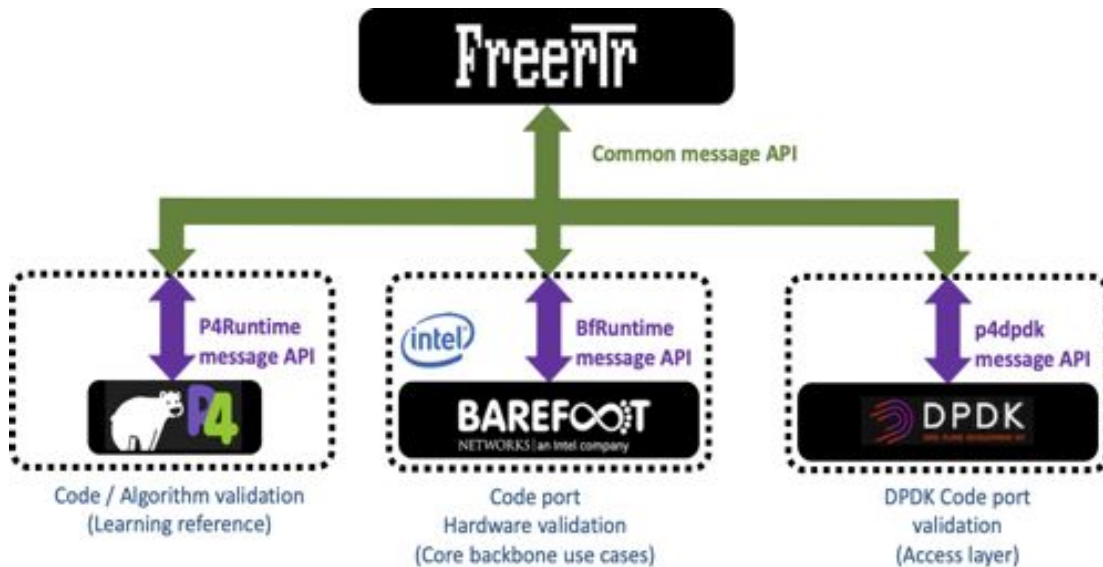 FreerTr
Common message API
P4Runtime
message API
intel
BfRuntime
message API
p4dpdk
message API
P4
BAREFOOT
NETWORKS | an Intel company
DPDK
Code / Algorithm validation
(Learning reference)
Code port
Hardware validation
(Core backbone use cases)
DPDK Code port
validation
(Access layer)